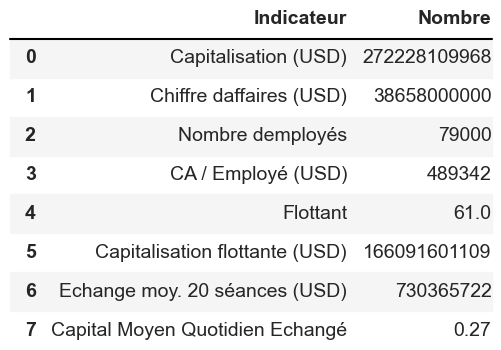 Indicateur Nombre
0 Capitalisation (USD) 272228109968
1 Chiffre daffaires (USD) 38658000000
2 Nombre demployés 79000
3 CA / Employé (USD) 489342
4 Flottant 61.0
5 Capitalisation flottante (USD) 166091601109
6 Echange moy. 20 séances (USD) 730365722
7 Capital Moyen Quotidien Echangé 0.27